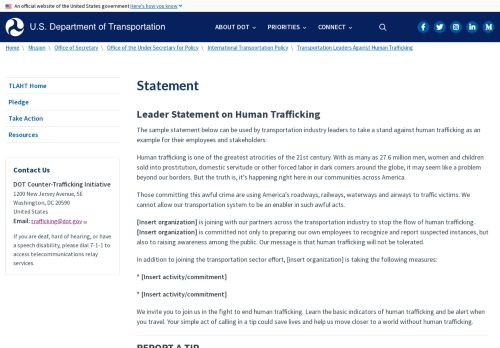 An official website of the United States government Here's how you know
U.S. Department of Transportation
ABOUT DOT
PRIORITIES
CONNECT
Home \ Mission \ Office of Secretary \ Office of the Under Secretary for Policy \ International Transportation Policy \ Transportation Leaders Against Human Trafficking
TLAHT Home
Pledge
Take Action
Resources
Contact Us
DOT Counter-Trafficking Initiative
1200 New Jersey Avenue, SE
Washington, DC 20590
United States
Email: trafficking@dot.gov
If you are deaf, hard of hearing, or have
a speech disability, please dial 7-1-1 to
access telecommunications relay
services.
Statement
Leader Statement on Human Trafficking
The sample statement below can be used by transportation industry leaders to take a stand against human trafficking as an
example for their employees and stakeholders:
Human trafficking is one of the greatest atrocities of the 21st century. With as many as 27.6 million men, women and children
sold into prostitution, domestic servitude or other forced labor in dark corners around the globe, it may seem like a problem
beyond our borders. But the truth is, it's happening right here in our communities across America.
Those committing this awful crime are using America's roadways, railways, waterways and airways to traffic victims. We
cannot allow our transportation system to be an enabler in such awful acts.
[Insert organization] is joining with our partners across the transportation industry to stop the flow of human trafficking.
[Insert organization] is committed not only to preparing our own employees to recognize and report suspected instances, but
also to raising awareness among the public. Our message is that human trafficking will not be tolerated.
In addition to joining the transportation sector effort, [insert organization] is taking the following measures:
* [Insert activity/commitment]
* [Insert activity/commitment]
We invite you to join us in the fight to end human trafficking. Learn the basic indicators of human trafficking and be alert when
you travel. Your simple act of calling in a tip could save lives and help us move closer to a world without human trafficking.
REPORT A TIP